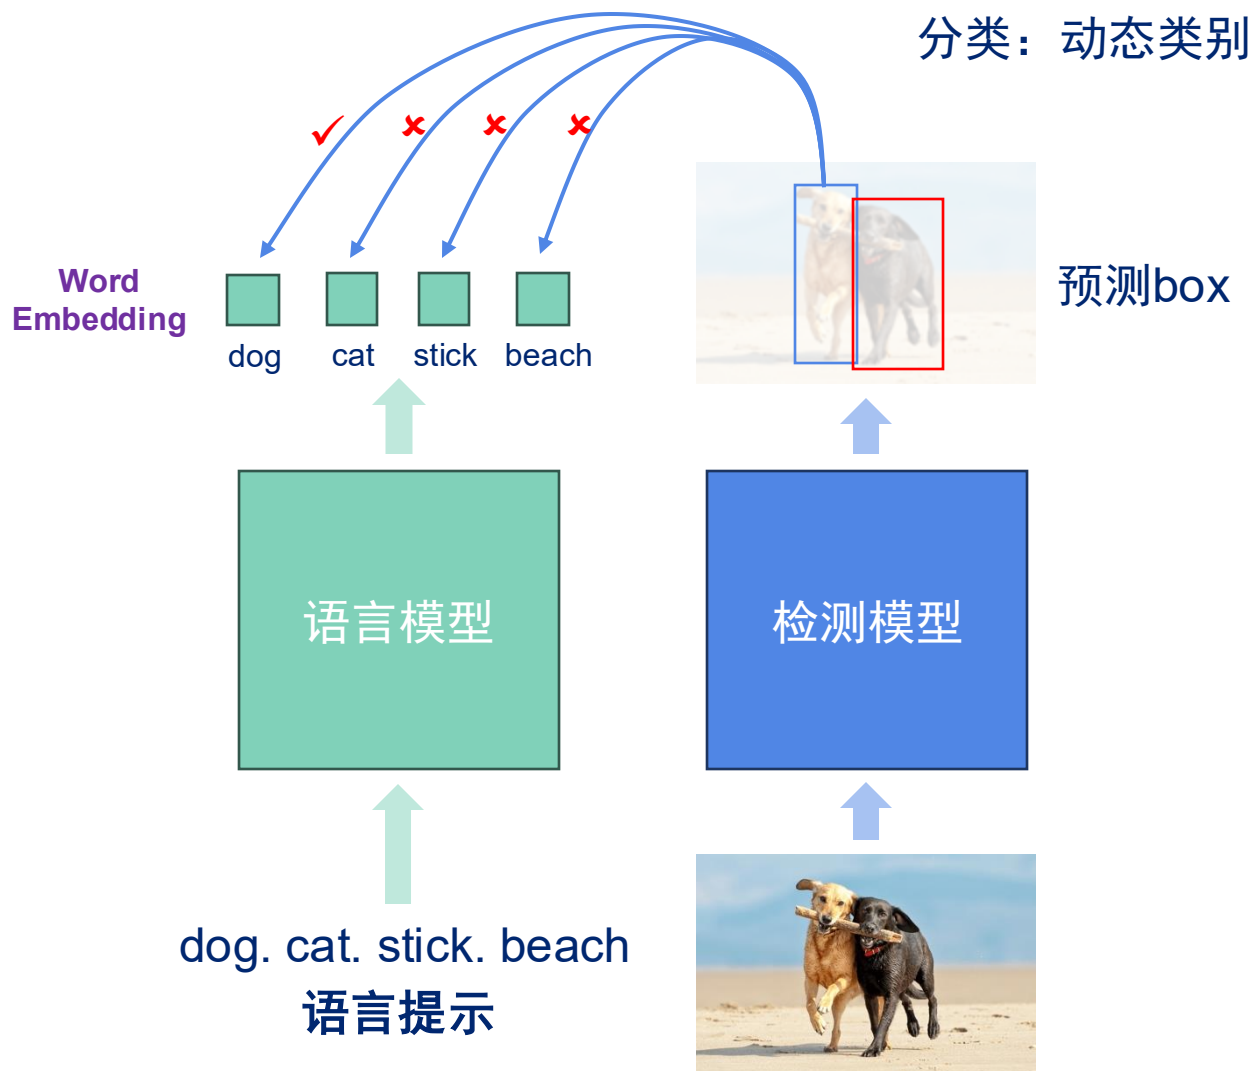 分类：动态类别
Word
Embedding
dog
cat
stick
beach
预测box
语言模型
检测模型
dog. cat. stick. beach
语言提示